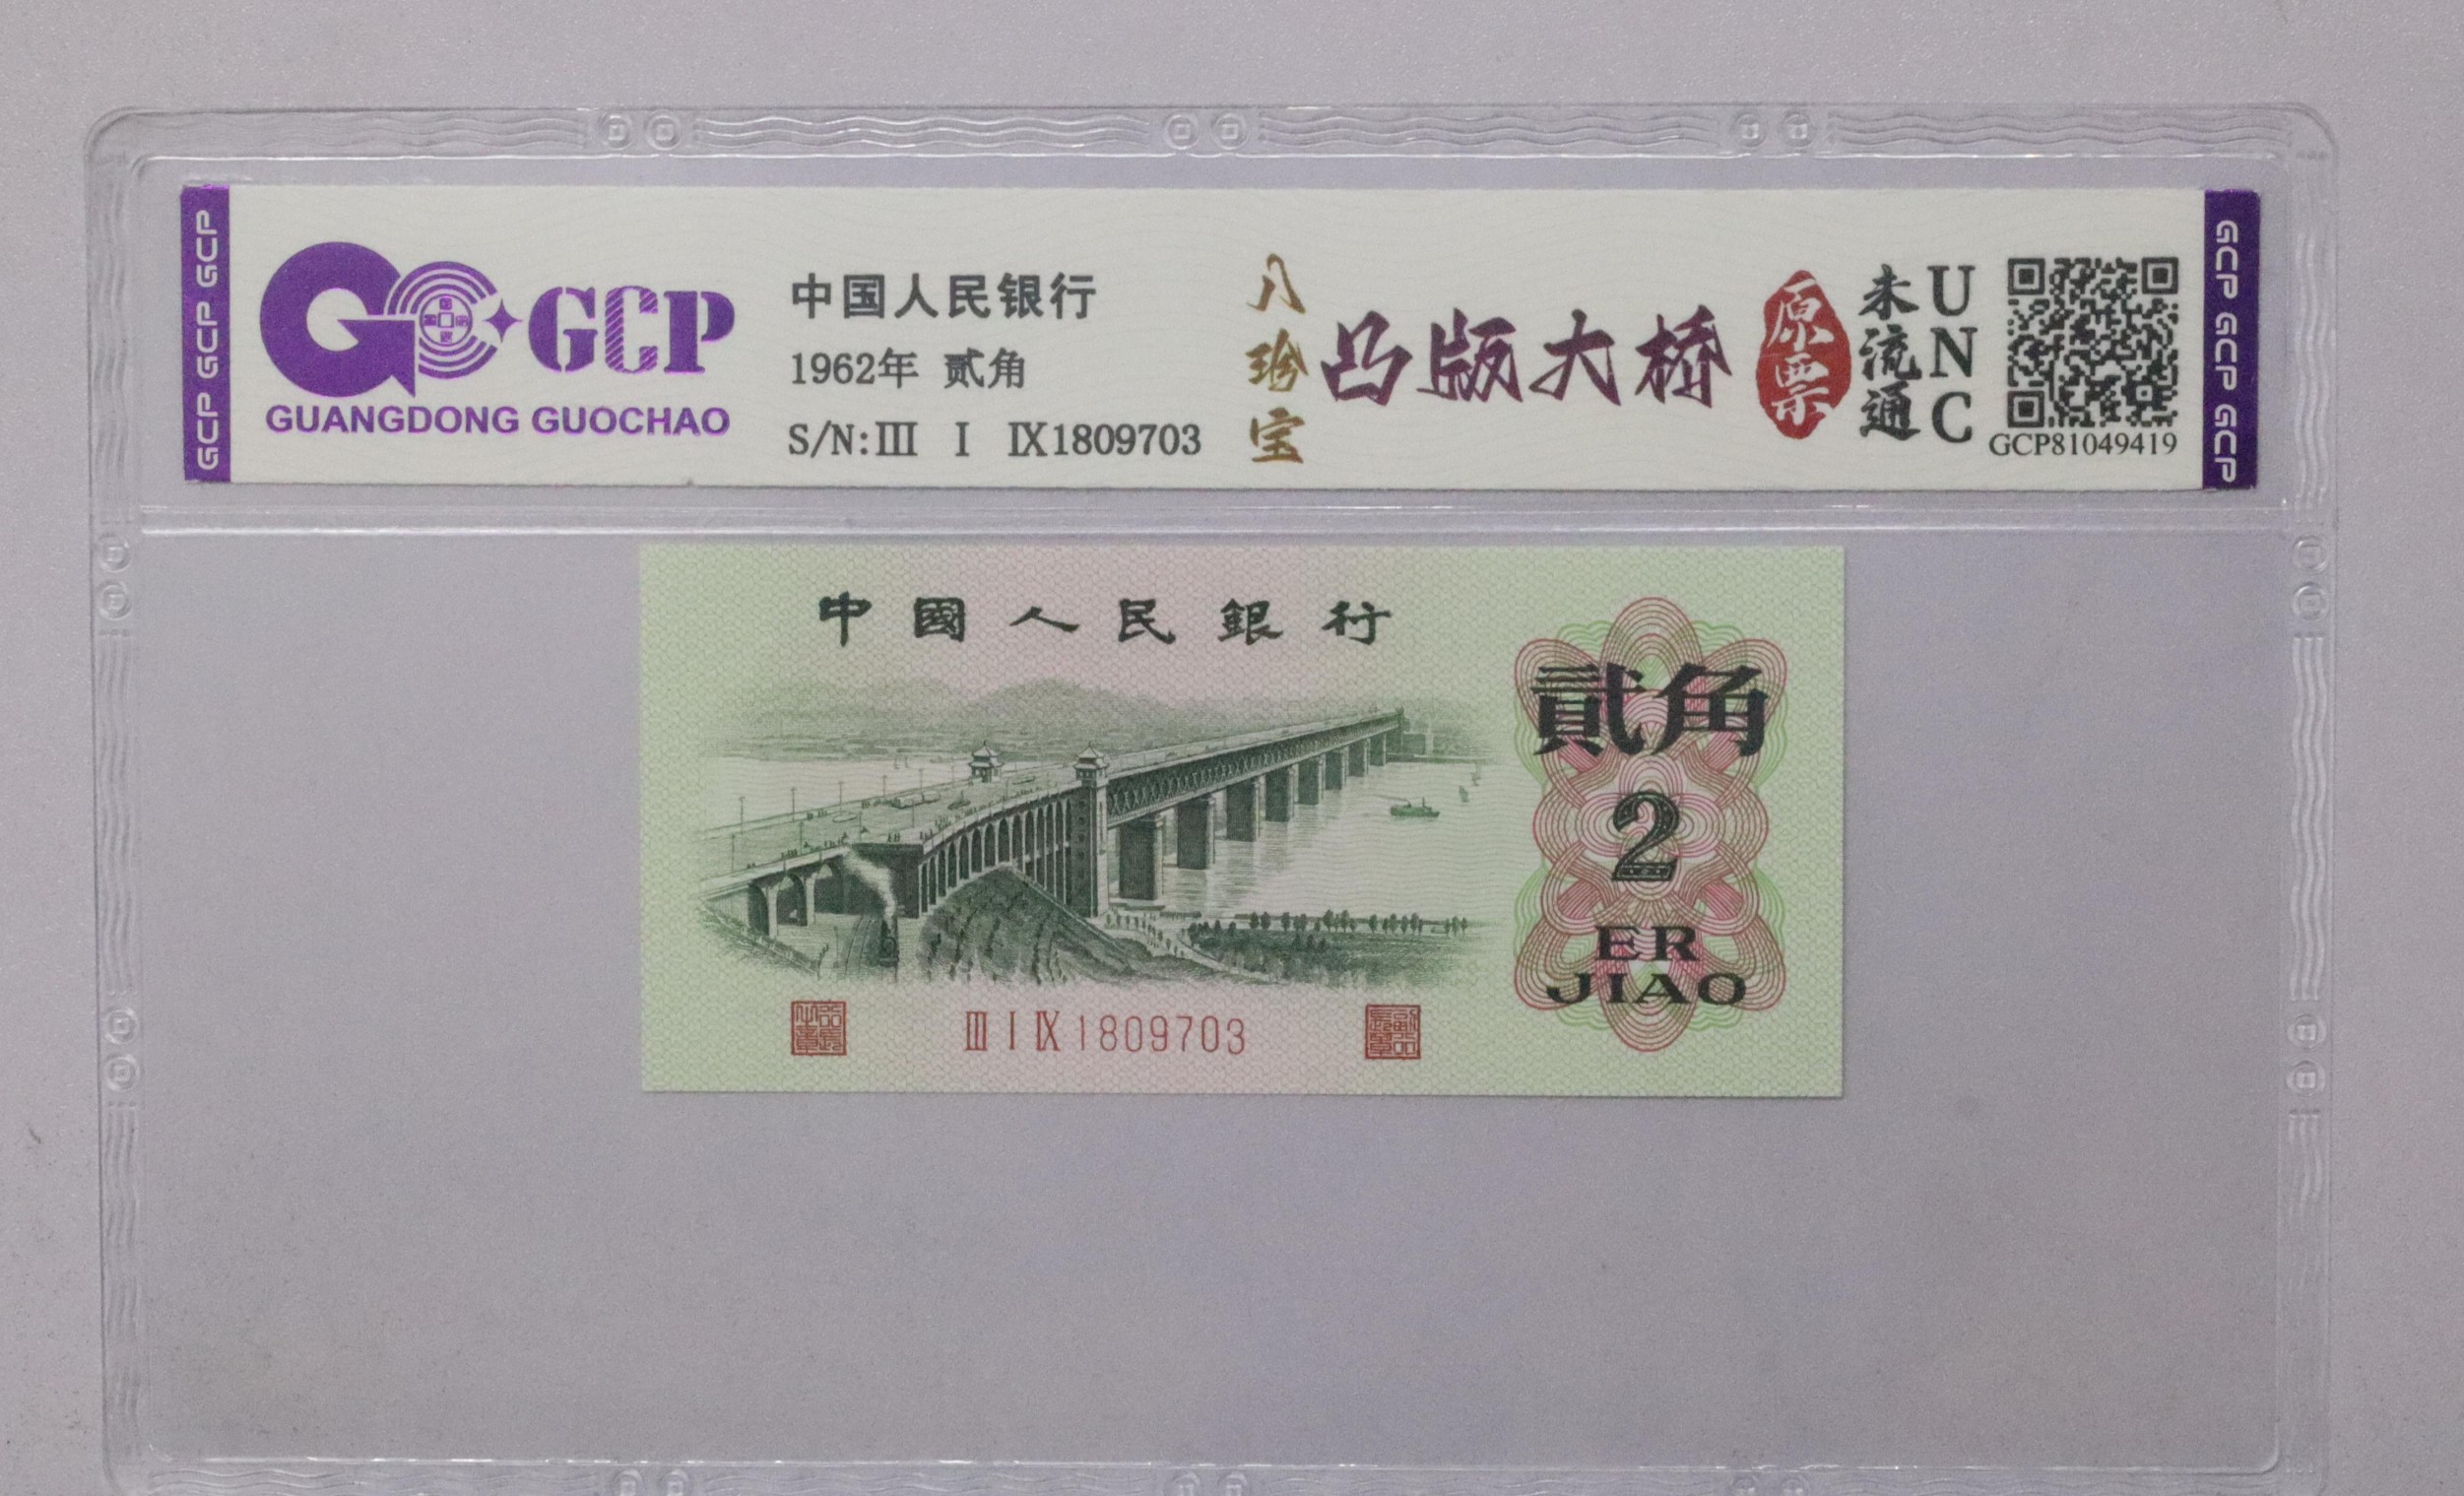 GCP GCP GCP
GCP
GUANGDONG GUOCHAO
中国人民银行
1962年 贰角
S/N:Ⅲ Ⅰ Ⅸ1809703
八珍宝
凸版大桥
原票
未流通
UNC
GCP81049419
GCP GCP GCP
中國人民銀行
貳角
2
ER
JIAO
Ⅲ Ⅰ Ⅸ 1809703